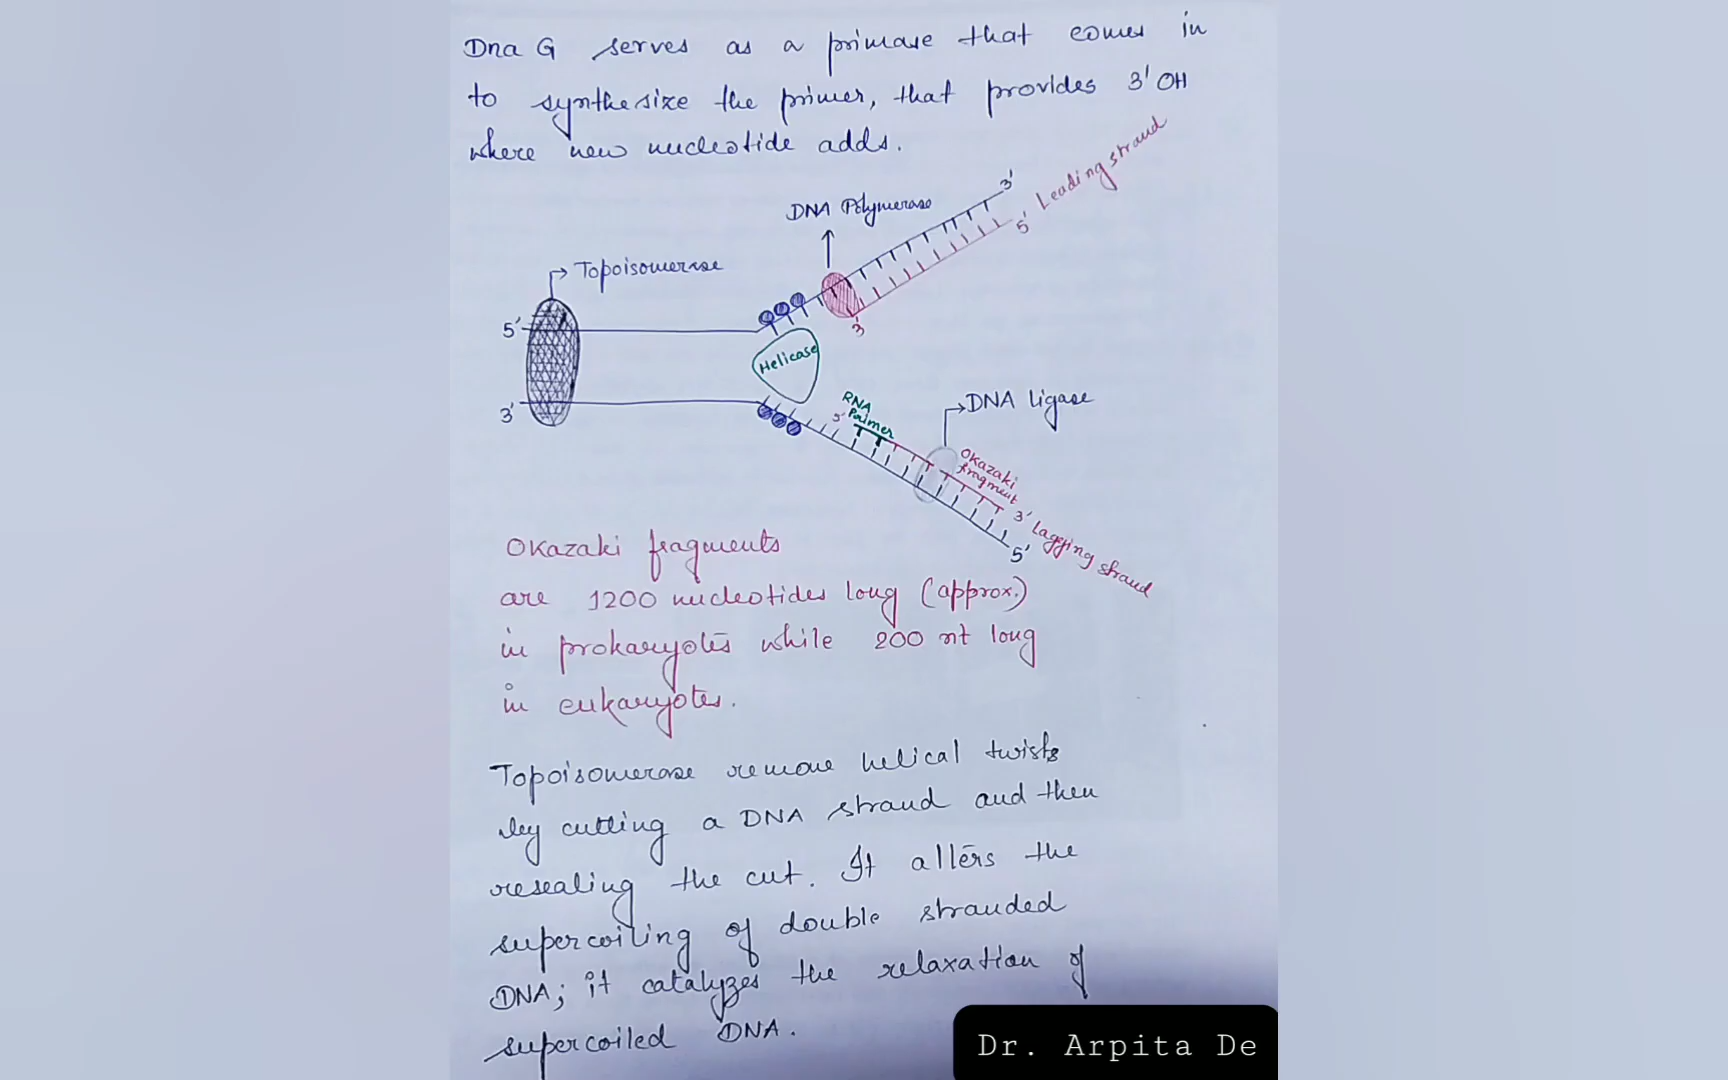 Dna G serves as a primase that comes in
to synthesize the primer, that provides 3' OH
where new nucleotide adds.
3'
Leading strand
5'
DNA Polymerase
Topoisomerase
5'
3'
Helicase
3'
RNA
Primer
5'
DNA ligase
Okazaki
fragment
3' Lagging strand
5'
Okazaki fragments
are 1200 nucleotides long (approx.)
in prokaryotes while 200 nt long
in eukaryotes.
Topoisomerase remove helical twists
by cutting a DNA strand and then
resealing the cut. It alters the
supercoiling of double stranded
DNA; it catalyzes the relaxation of
supercoiled DNA.
Dr. Arpita De